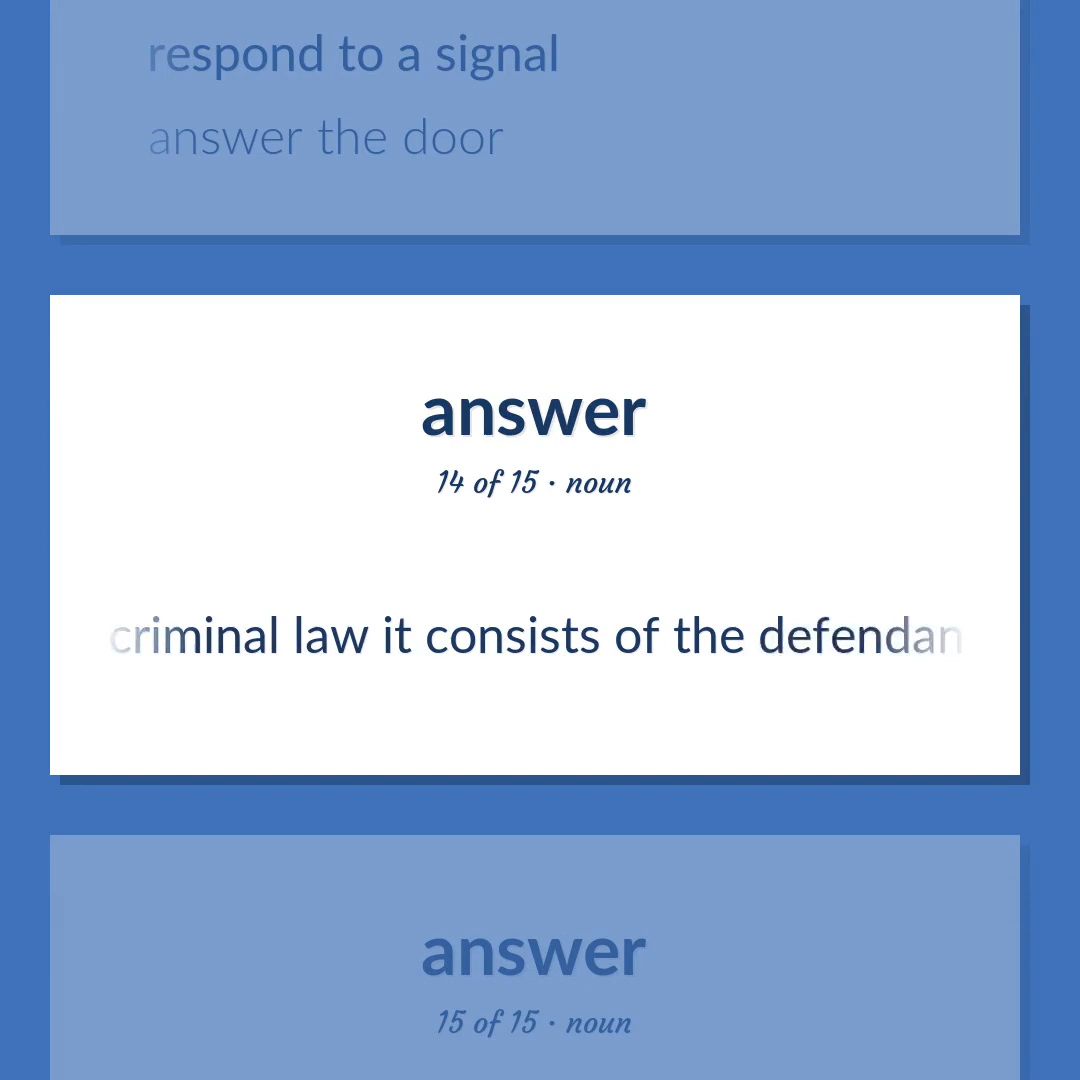 respond to a signal
answer the door
answer
14 of 15 · noun
criminal law it consists of the defendan
answer
15 of 15 · noun